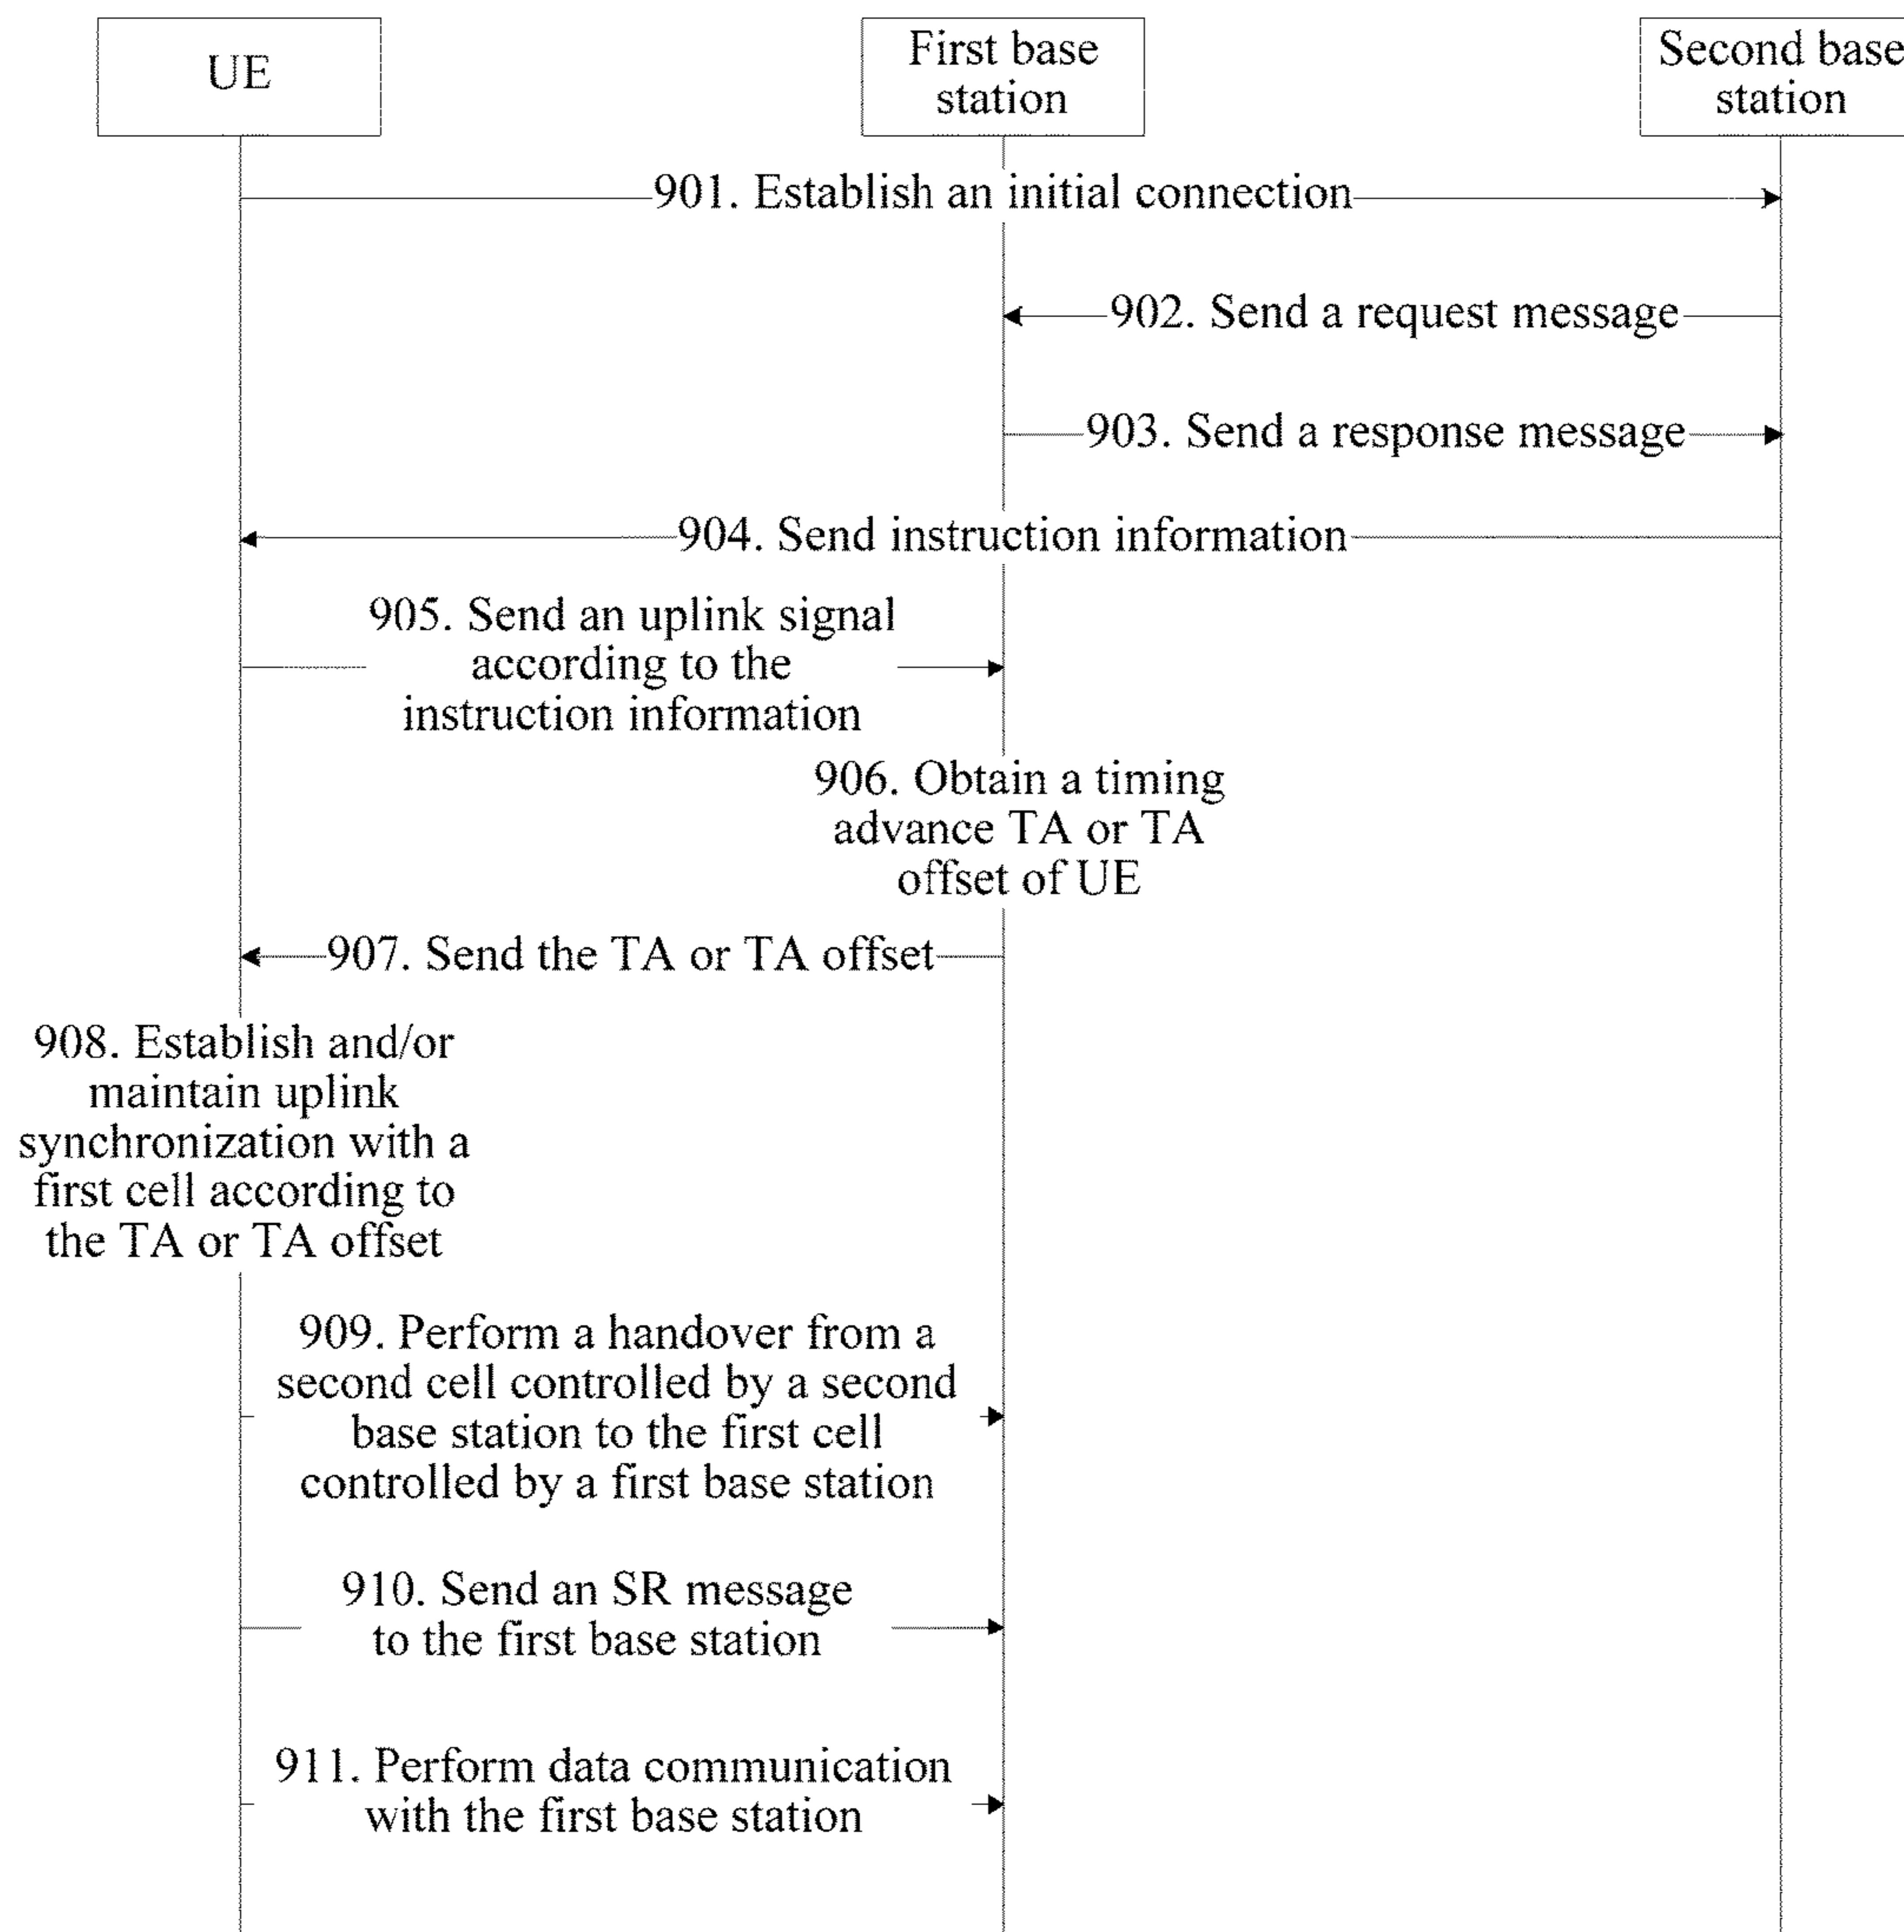 UE
First base
station
Second base
station
901. Establish an initial connection
902. Send a request message
903. Send a response message
904. Send instruction information
905. Send an uplink signal
according to the
instruction information
906. Obtain a timing
advance TA or TA
offset of UE
907. Send the TA or TA offset
908. Establish and/or
maintain uplink
synchronization with a
first cell according to
the TA or TA offset
909. Perform a handover from a
second cell controlled by a second
base station to the first cell
controlled by a first base station
910. Send an SR message
to the first base station
911. Perform data communication
with the first base station